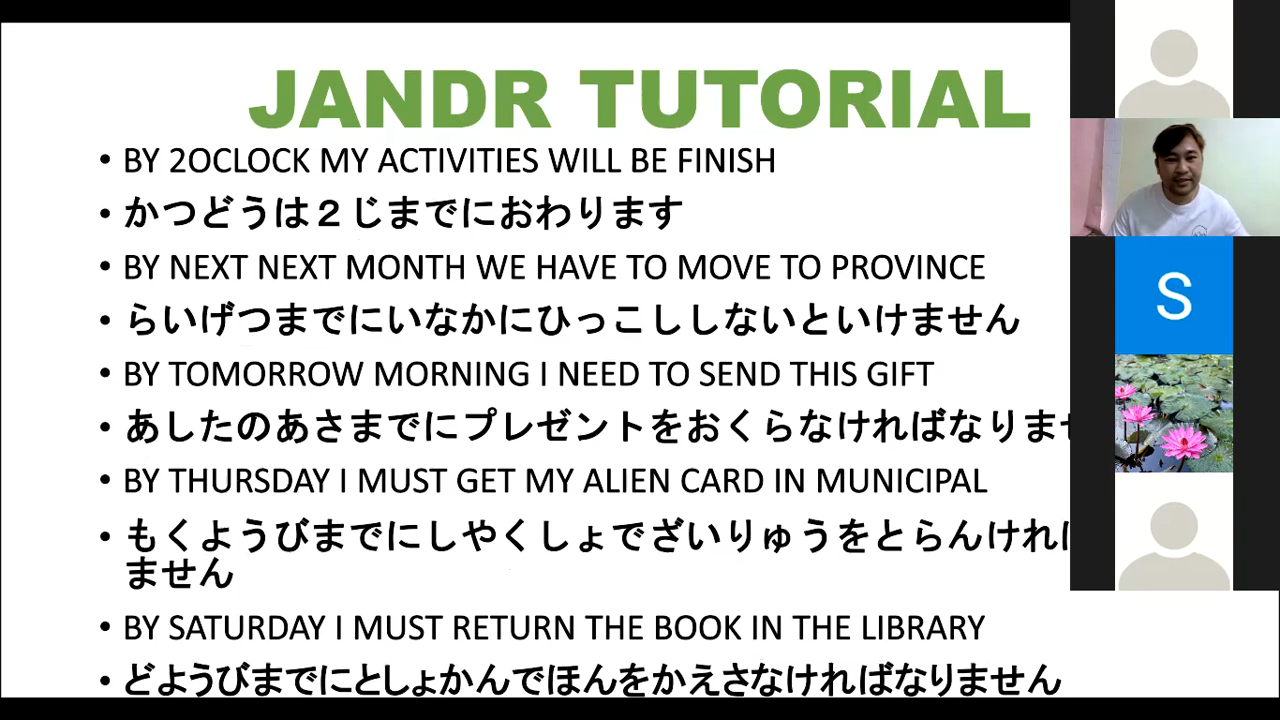 JANDR TUTORIAL
• BY 2OCLOCK MY ACTIVITIES WILL BE FINISH
• かつどうは２じまでにおわります
• BY NEXT NEXT MONTH WE HAVE TO MOVE TO PROVINCE
• らいげつまでにいなかにひっこししないといけません
• BY TOMORROW MORNING I NEED TO SEND THIS GIFT
• あしたのあさまでにプレゼントをおくらなければなりませ
• BY THURSDAY I MUST GET MY ALIEN CARD IN MUNICIPAL
• もくようびまでにしやくしょでざいりゅうをとらんけれ
ません
• BY SATURDAY I MUST RETURN THE BOOK IN THE LIBRARY
• どようびまでにとしょかんでほんをかえさなければなりません
S